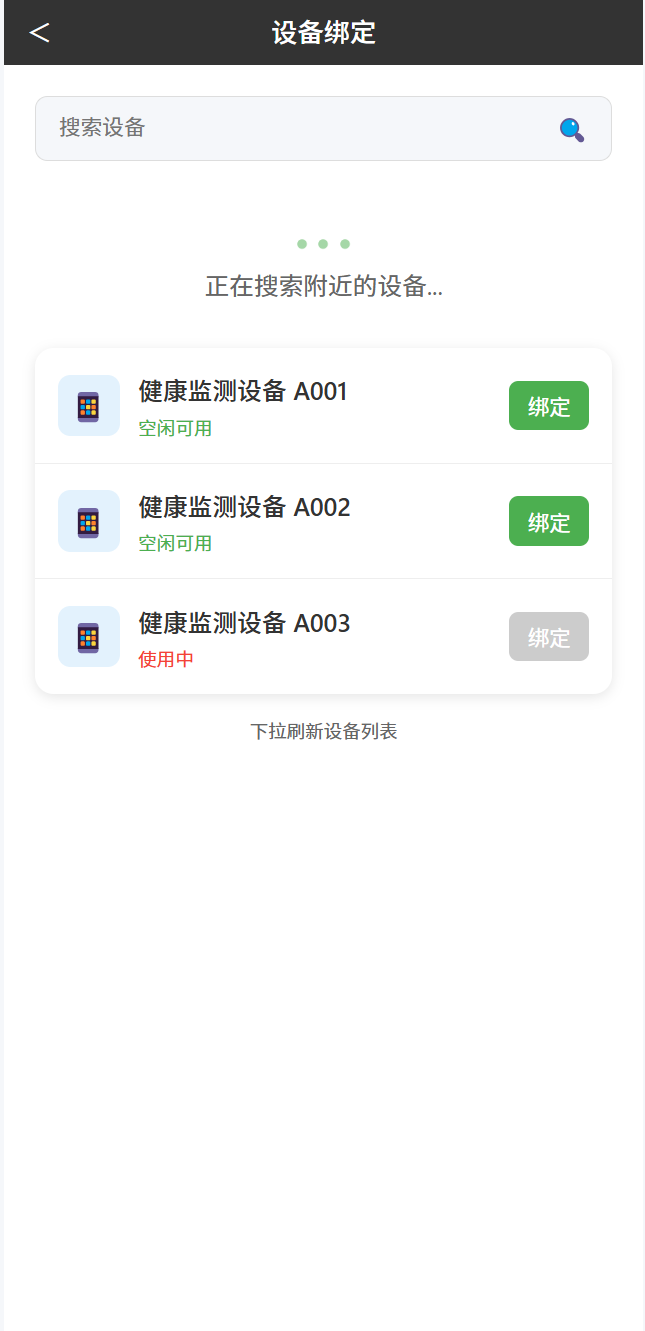 设备绑定
搜索设备
正在搜索附近的设备...
健康监测设备 A001
空闲可用
绑定
健康监测设备 A002
空闲可用
绑定
健康监测设备 A003
使用中
绑定
下拉刷新设备列表